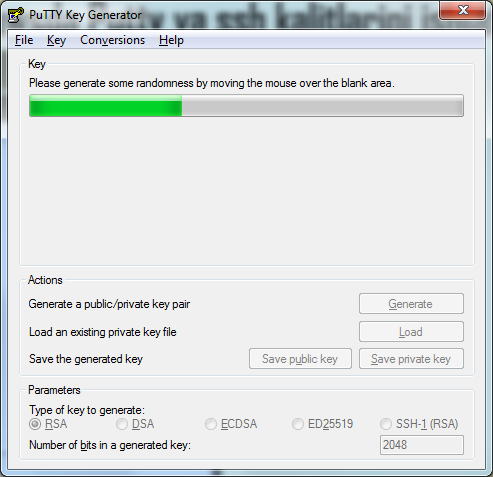 Putty va ssh kalitlarini
PuTTY Key Generator
File Key Conversions Help
Key
Please generate some randomness by moving the mouse over the blank area.
Actions
Generate a public/private key pair
Generate
Load an existing private key file
Load
Save the generated key
Save public key
Save private key
Parameters
Type of key to generate:
RSA DSA ECDSA ED25519 SSH-1 (RSA)
Number of bits in a generated key:
2048